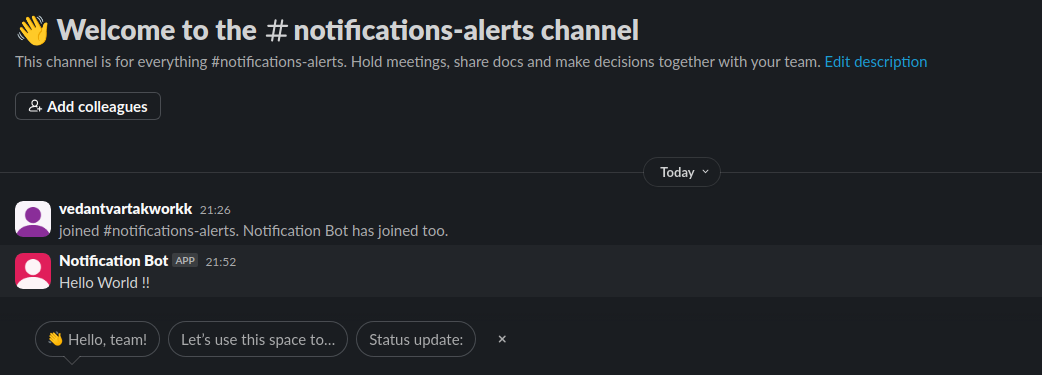 👋 Welcome to the # notifications-alerts channel
This channel is for everything #notifications-alerts. Hold meetings, share docs and make decisions together with your team. Edit description
Add colleagues
Today
vedantvartakworkk 21:26
joined #notifications-alerts. Notification Bot has joined too.
Notification Bot APP 21:52
Hello World !!
👋 Hello, team! Let's use this space to... Status update: ×